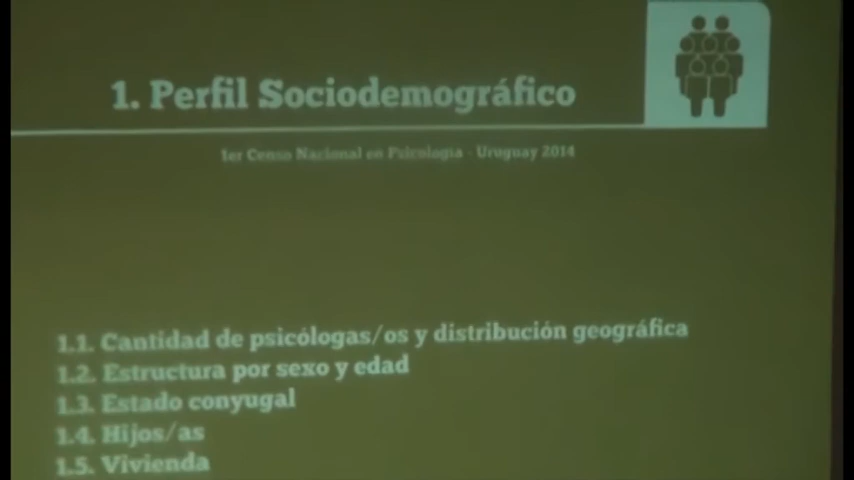 1. Perfil Sociodemográfico
1er Censo Nacional en Psicología - Uruguay 2014
1.1. Cantidad de psicólogas/os y distribución geográfica
1.2. Estructura por sexo y edad
1.3. Estado conyugal
1.4. Hijos/as
1.5. Vivienda